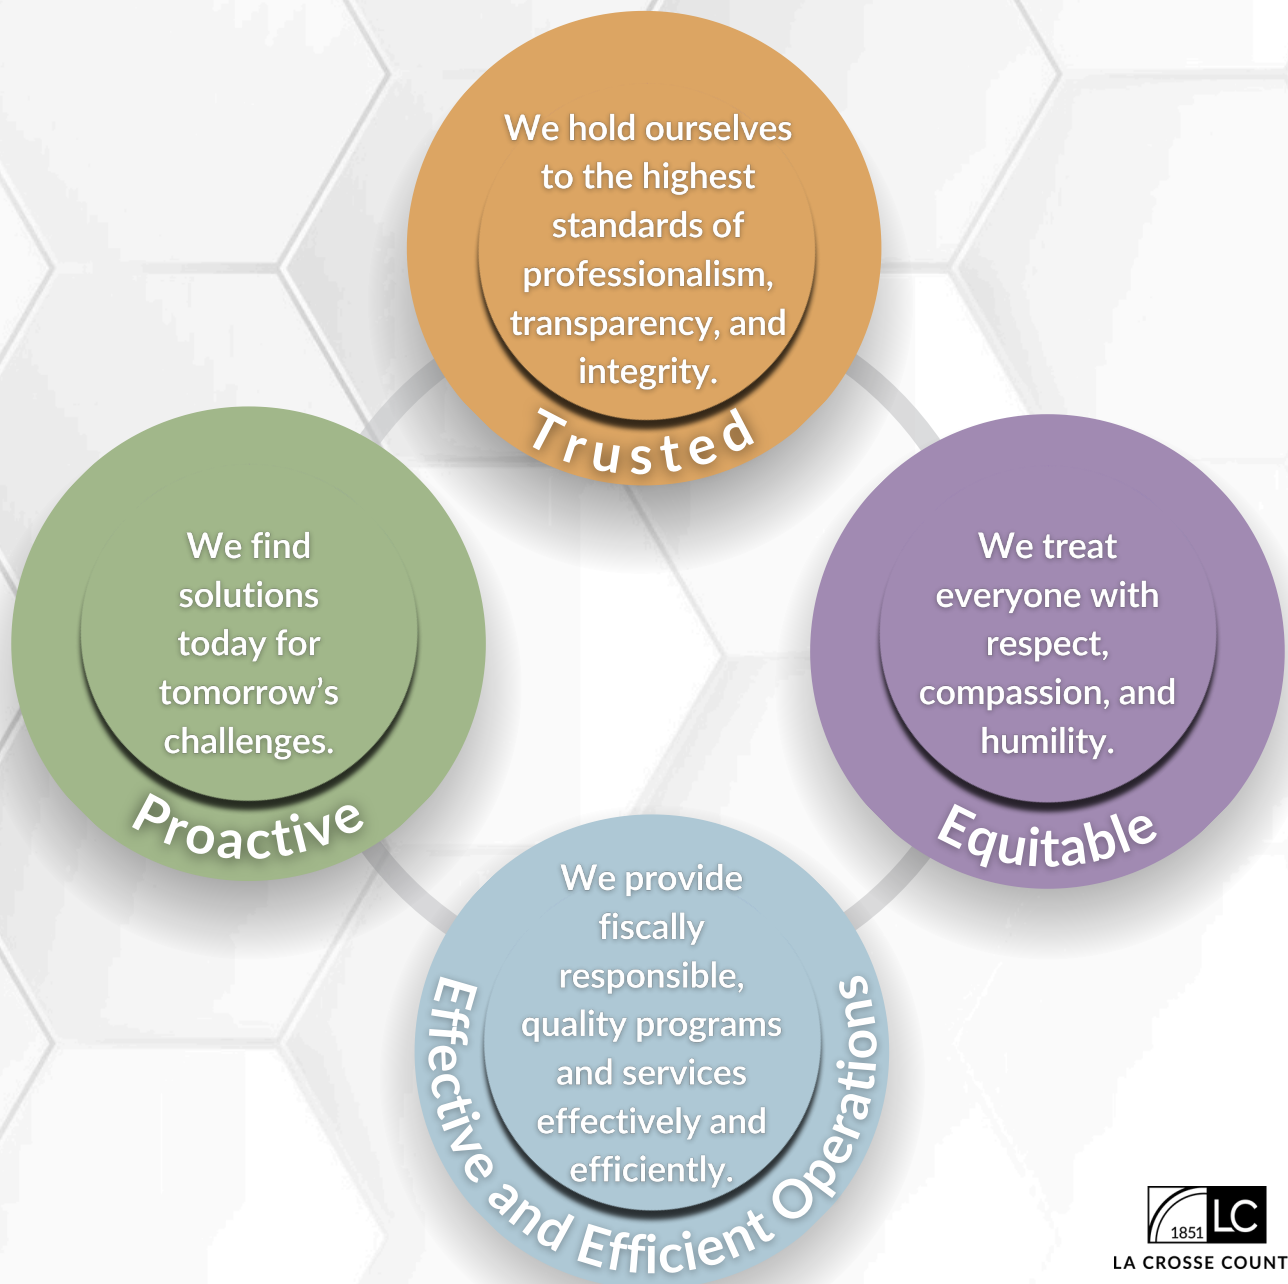 We hold ourselves
to the highest
standards of
professionalism,
transparency, and
integrity.
Trusted
We find
solutions
today for
tomorrow's
challenges.
Proactive
We treat
everyone with
respect,
compassion, and
humility.
Equitable
We provide
fiscally
responsible,
quality programs
and services
effectively and
efficiently.
Effective and Efficient Operations
1851 LC
LA CROSSE COUNT